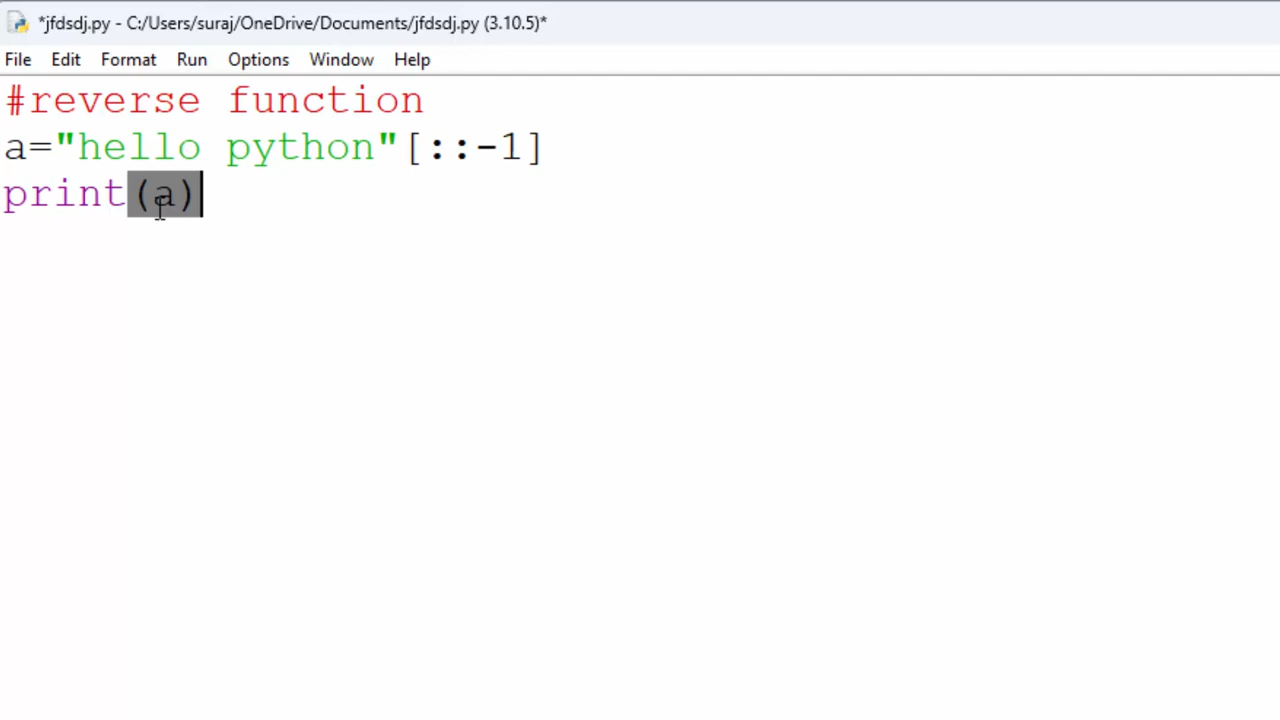 *jfdsdj.py - C:/Users/suraj/OneDrive/Documents/jfdsdj.py (3.10.5)*
File Edit Format Run Options Window Help
#reverse function
a="hello python"[::-1]
print(a)